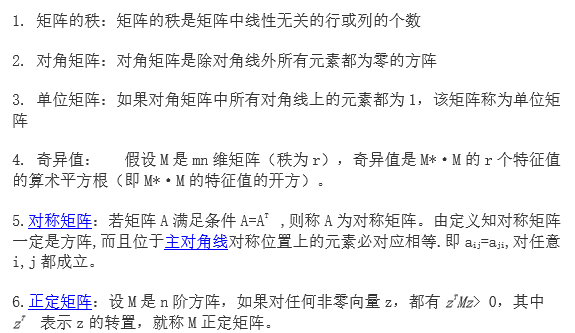 1. 矩阵的秩：矩阵的秩是矩阵中线性无关的行或列的个数
2. 对角矩阵：对角矩阵是除对角线外所有元素都为零的方阵
3. 单位矩阵：如果对角矩阵中所有对角线上的元素都为1，该矩阵称为单位矩
阵
4. 奇异值： 假设M是mn维矩阵（秩为r），奇异值是M*·M的r个特征值
的算术平方根（即M*·M的特征值的开方）。
5.对称矩阵：若矩阵A满足条件A=Aᵀ ,则称A为对称矩阵。由定义知对称矩阵
一定是方阵,而且位于主对角线对称位置上的元素必对应相等.即aᵢⱼ=aⱼᵢ,对任意
i,j都成立。
6.正定矩阵：设M是n阶方阵，如果对任何非零向量z，都有 zᵀMz> 0，其中
zᵀ 表示z的转置，就称M正定矩阵。